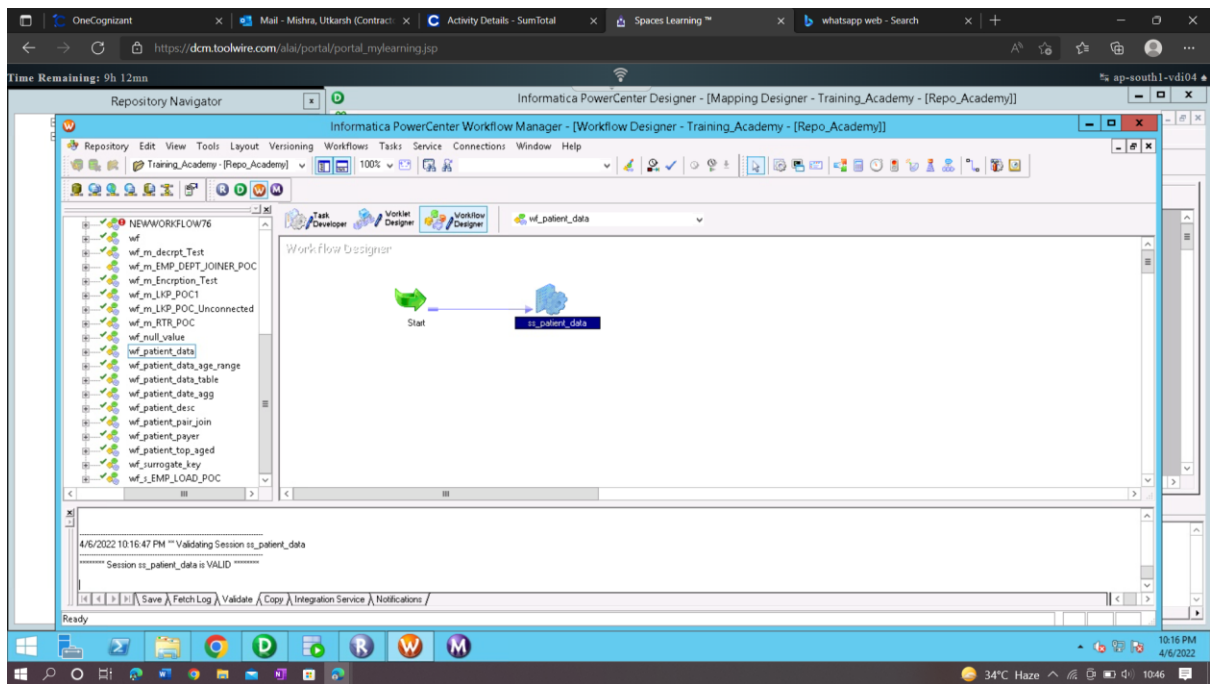 OneCognizant
Mail - Mishra, Utkarsh (Contract
Activity Details - SumTotal
Spaces Learning ™
whatsapp web - Search
https://dcm.toolwire.com/alai/portal/portal_mylearning.jsp
Time Remaining: 9h 12mn
ap-south1-vdi04
Repository Navigator
Informatica PowerCenter Designer - [Mapping Designer - Training_Academy - [Repo_Academy]]
Informatica PowerCenter Workflow Manager - [Workflow Designer - Training_Academy - [Repo_Academy]]
Repository Edit View Tools Layout Versioning Workflows Tasks Service Connections Window Help
Training_Academy - [Repo_Academy]
100%
R D W M
Task Developer
Worklet Designer
Workflow Designer
wf_patient_data
NEWWORKFLOW76
wf
wf_m_decrpt_Test
wf_m_EMP_DEPT_JOINER_POC
wf_m_Encrption_Test
wf_m_LKP_POC1
wf_m_LKP_POC_Unconnected
wf_m_RTR_POC
wf_null_value
wf_patient_data
wf_patient_data_age_range
wf_patient_data_table
wf_patient_date_agg
wf_patient_desc
wf_patient_pair_join
wf_patient_payer
wf_patient_top_aged
wf_surrogate_key
wf_s_EMP_LOAD_POC
Workflow Designer
Start
ss_patient_data
4/6/2022 10:16:47 PM ** Validating Session ss_patient_data
******** Session ss_patient_data is VALID ********
Save Fetch Log Validate Copy Integration Service Notifications
Ready
D R W M
10:16 PM
4/6/2022
34°C Haze
10:46